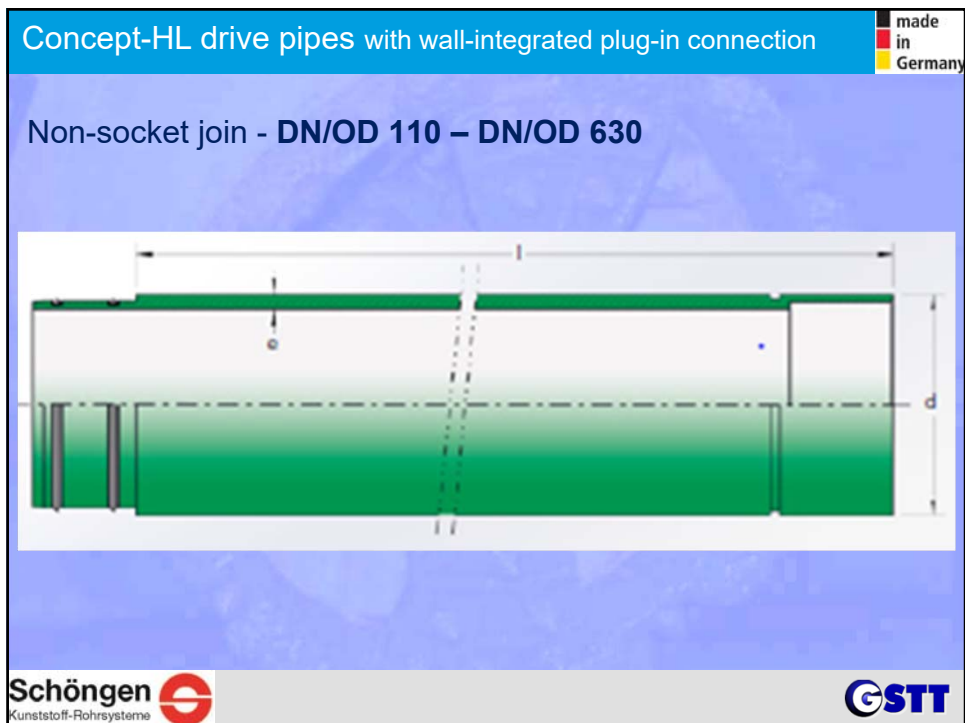 Concept-HL drive pipes with wall-integrated plug-in connection
made
in
Germany
Non-socket join - DN/OD 110 – DN/OD 630
l
e
d
Schöngen
Kunststoff-Rohrsysteme
GSTT